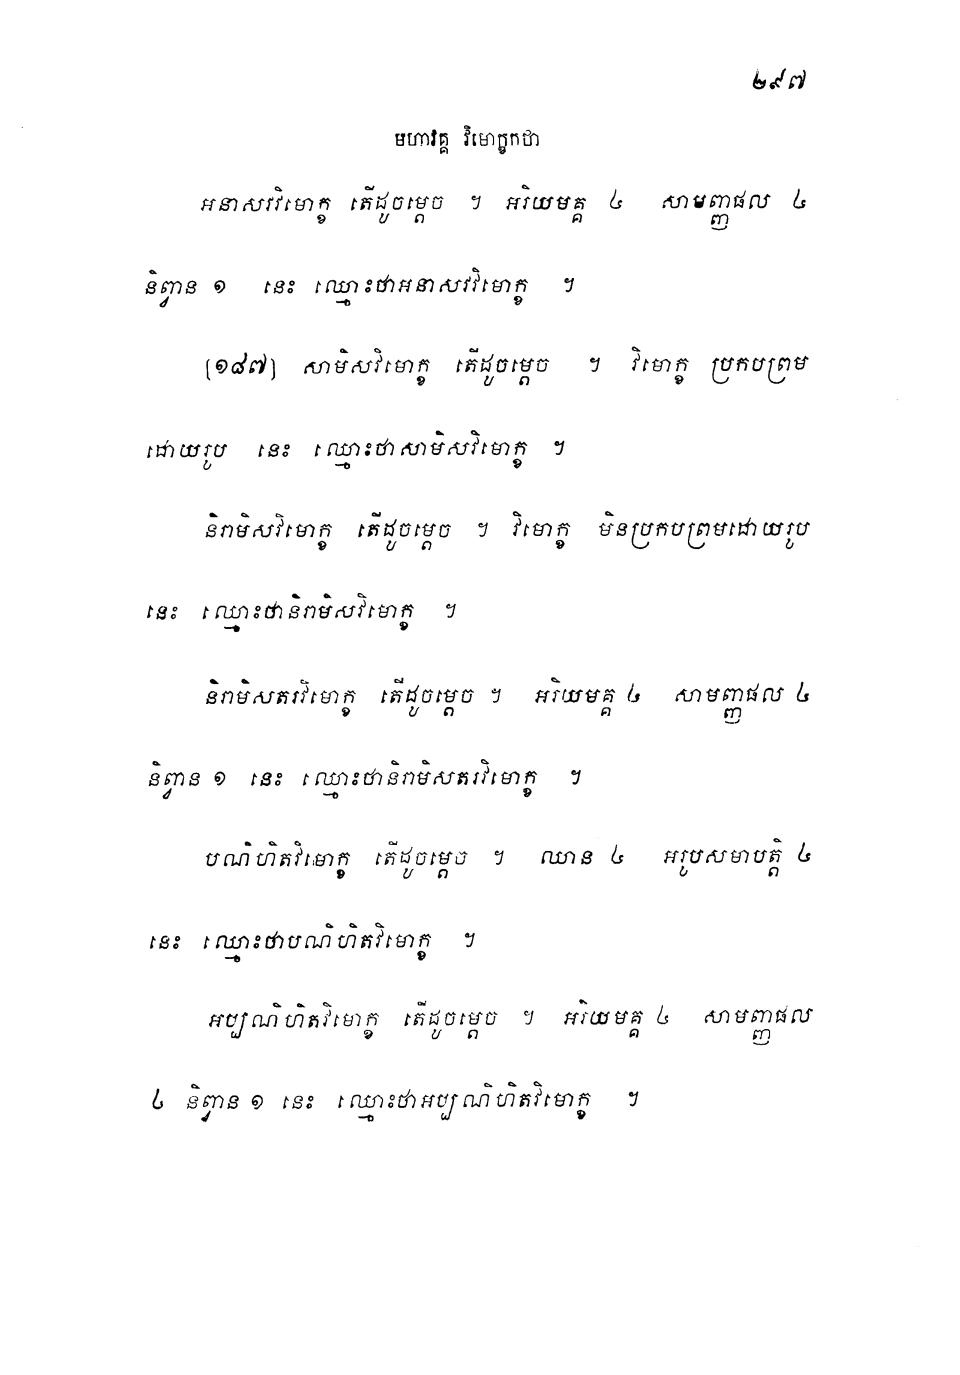 ២៩៧
មហាវគ្គ វិមោក្ខកថា
អនាសវវិមោក្ខ តើដូចម្តេច ។ អរិយមគ្គ ៤ សាមញ្ញផល ៤
និព្វាន ១ នេះ ឈ្មោះថាអនាសវវិមោក្ខ ។
[១៨៧] សាមិសវិមោក្ខ តើដូចម្តេច ។ វិមោក្ខ ប្រកបព្រម
ដោយរូប នេះ ឈ្មោះថាសាមិសវិមោក្ខ ។
និរាមិសវិមោក្ខ តើដូចម្តេច ។ វិមោក្ខ មិនប្រកបព្រមដោយរូប
នេះ ឈ្មោះថានិរាមិសវិមោក្ខ ។
និរាមិសតរវិមោក្ខ តើដូចម្តេច ។ អរិយមគ្គ ៤ សាមញ្ញផល ៤
និព្វាន ១ នេះ ឈ្មោះថានិរាមិសតរវិមោក្ខ ។
បណិហិតវិមោក្ខ តើដូចម្តេច ។ ឈាន ៤ អរូបសមាបត្តិ ៤
នេះ ឈ្មោះថាបណិហិតវិមោក្ខ ។
អប្បណិហិតវិមោក្ខ តើដូចម្តេច ។ អរិយមគ្គ ៤ សាមញ្ញផល
៤ និព្វាន ១ នេះ ឈ្មោះថាអប្បណិហិតវិមោក្ខ ។